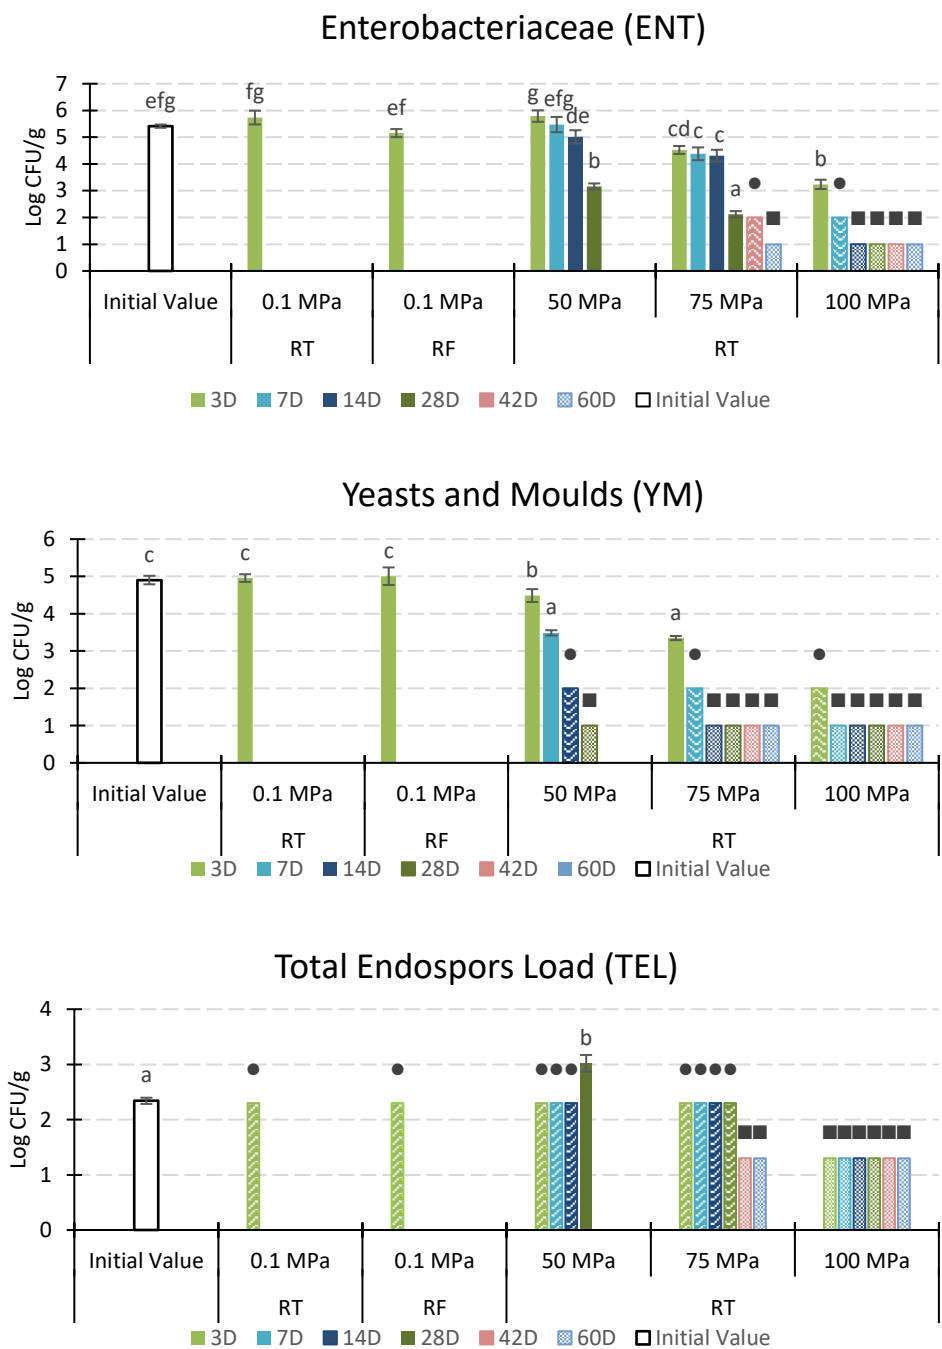 Enterobacteriaceae (ENT)
Log CFU/g
7
6
5
4
3
2
1
0
efg
fg
ef
g
efg
de
b
cd
c
c
a
b
Initial Value
0.1 MPa
0.1 MPa
50 MPa
75 MPa
100 MPa
RT
RF
RT
3D 7D 14D 28D 42D 60D Initial Value
Yeasts and Moulds (YM)
Log CFU/g
6
5
4
3
2
1
0
c
c
c
b
a
a
Initial Value
0.1 MPa
0.1 MPa
50 MPa
75 MPa
100 MPa
RT
RF
RT
3D 7D 14D 28D 42D 60D Initial Value
Total Endospors Load (TEL)
Log CFU/g
4
3
2
1
0
a
b
Initial Value
0.1 MPa
0.1 MPa
50 MPa
75 MPa
100 MPa
RT
RF
RT
3D 7D 14D 28D 42D 60D Initial Value